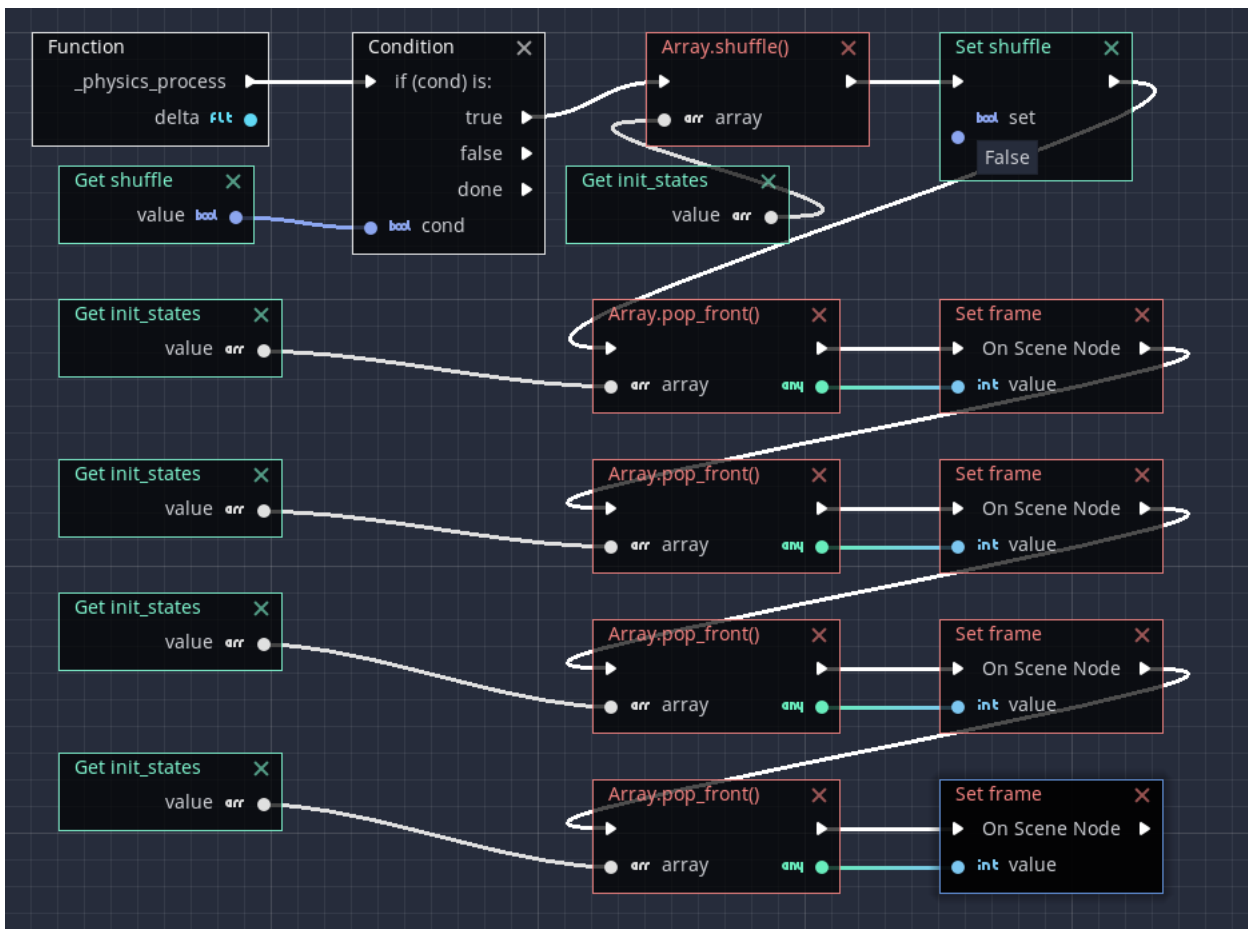 Function
_physics_process
delta FLt
Condition
if (cond) is:
true
false
done
bool cond
Array.shuffle()
arr array
Set shuffle
bool set
False
Get shuffle
value bool
Get init_states
value arr
Get init_states
value arr
Array.pop_front()
arr array any
Set frame
On Scene Node
int value
Get init_states
value arr
Array.pop_front()
arr array any
Set frame
On Scene Node
int value
Get init_states
value arr
Array.pop_front()
arr array any
Set frame
On Scene Node
int value
Get init_states
value arr
Array.pop_front()
arr array any
Set frame
On Scene Node
int value